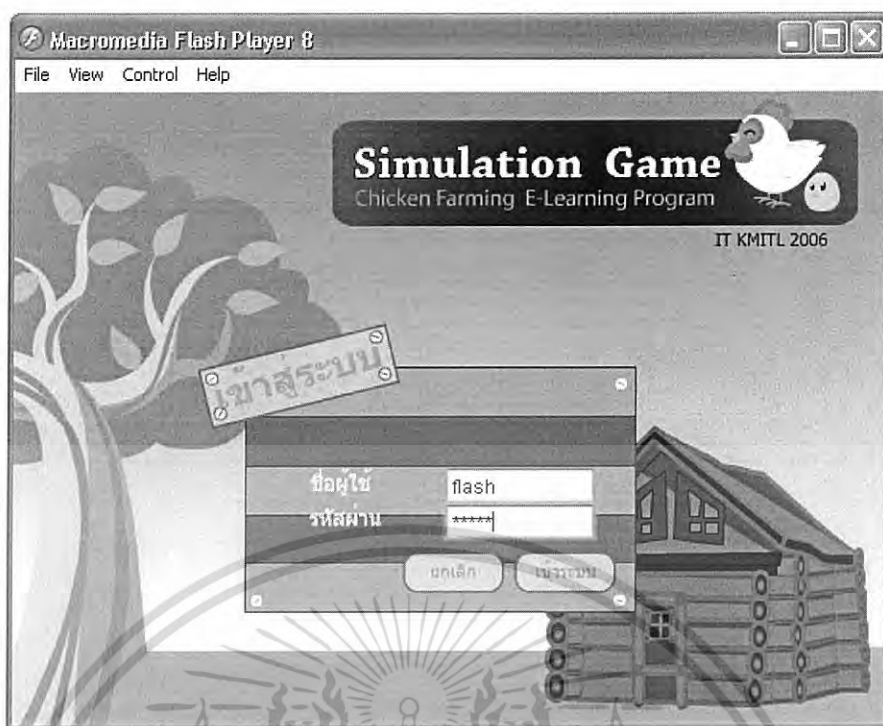 Macromedia Flash Player 8
File View Control Help
Simulation Game
Chicken Farming E-Learning Program
IT KMITL 2006
เข้าสู่ระบบ
ชื่อผู้ใช้ flash
รหัสผ่าน *****
ยกเลิก เข้าระบบ